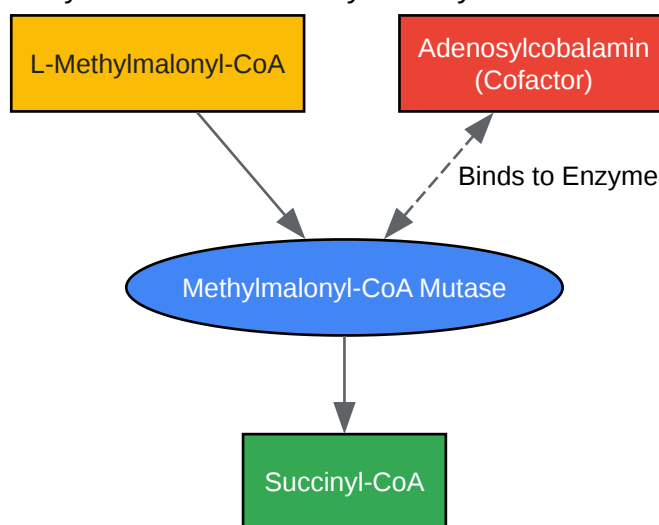 L-Methylmalonyl-CoA
Adenosylcobalamin
(Cofactor)
Binds to Enzyme
Methylmalonyl-CoA Mutase
Succinyl-CoA